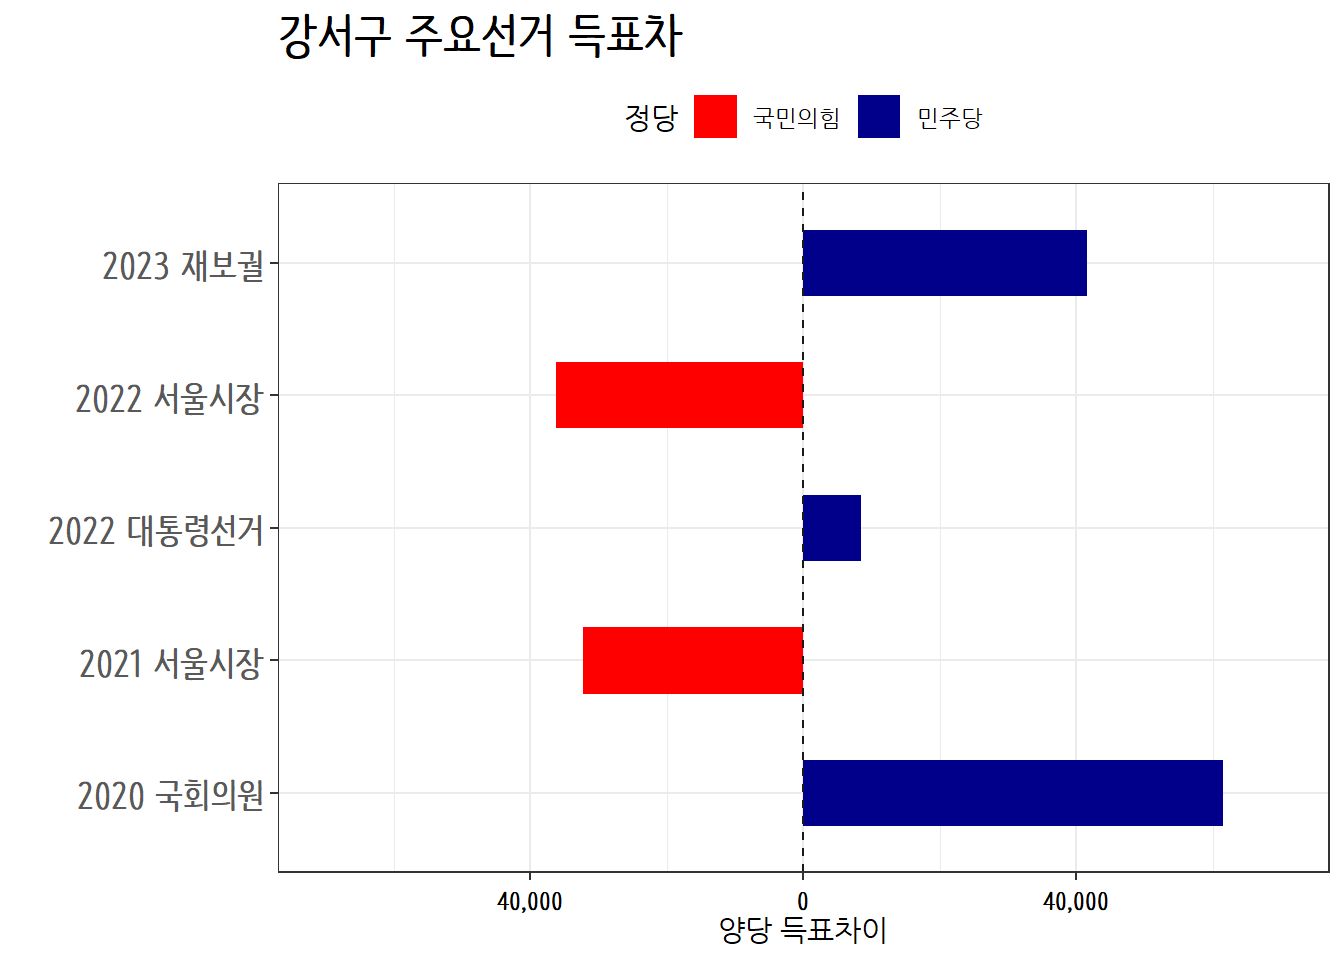 강서구 주요선거 득표차
정당 국민의힘 민주당
2023 재보궐
2022 서울시장
2022 대통령선거
2021 서울시장
2020 국회의원
40,000 0 40,000
양당 득표차이